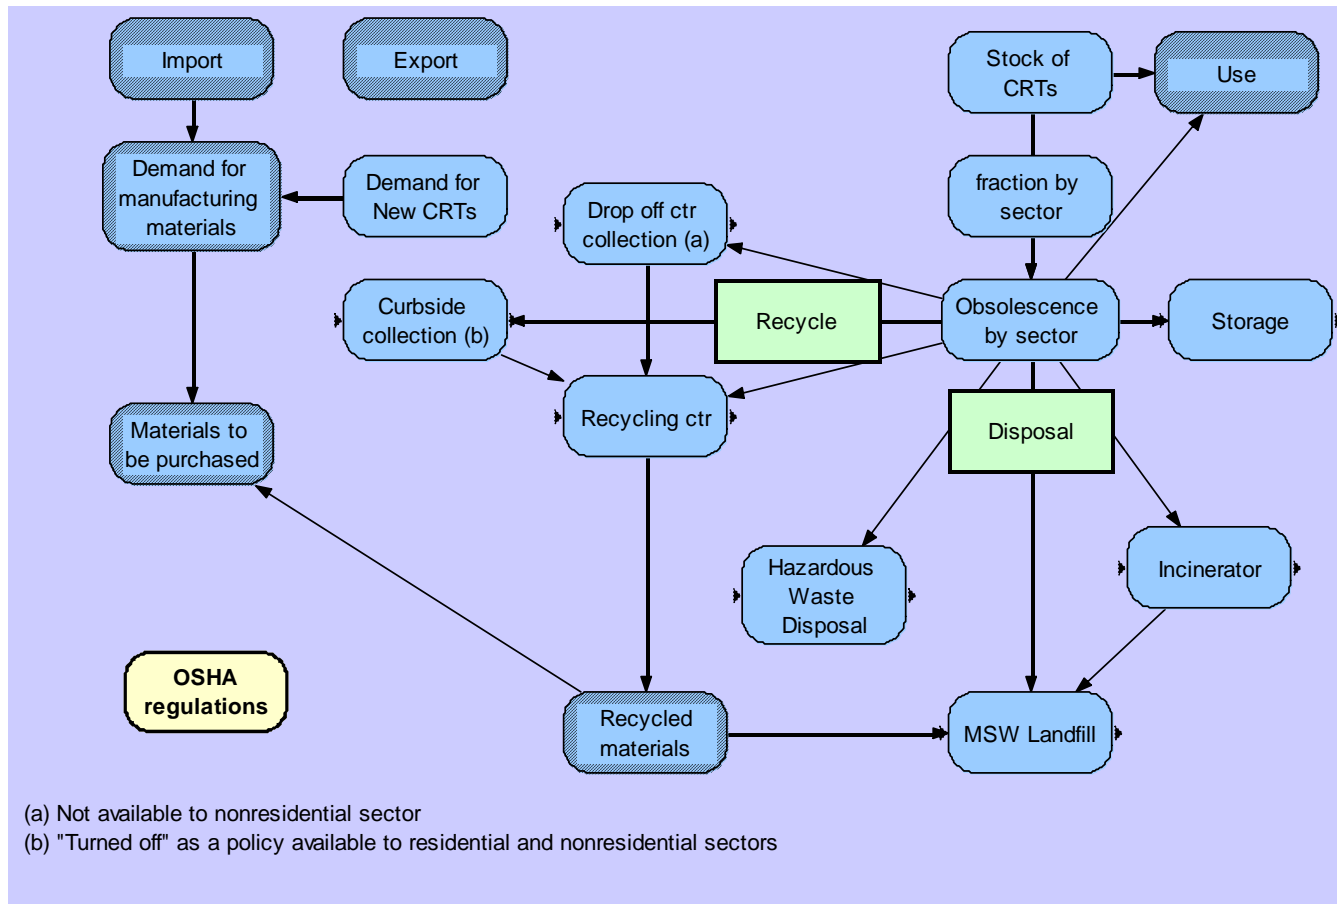 Import
Export
Stock of
CRTs
Use
Demand for
manufacturing
materials
Demand for
New CRTs
Drop off ctr
collection (a)
fraction by
sector
Curbside
collection (b)
Recycle
Obsolescence
by sector
Storage
Recycling ctr
Materials to
be purchased
Disposal
Hazardous
Waste
Disposal
Incinerator
OSHA
regulations
Recycled
materials
MSW Landfill
(a) Not available to nonresidential sector
(b) "Turned off" as a policy available to residential and nonresidential sectors